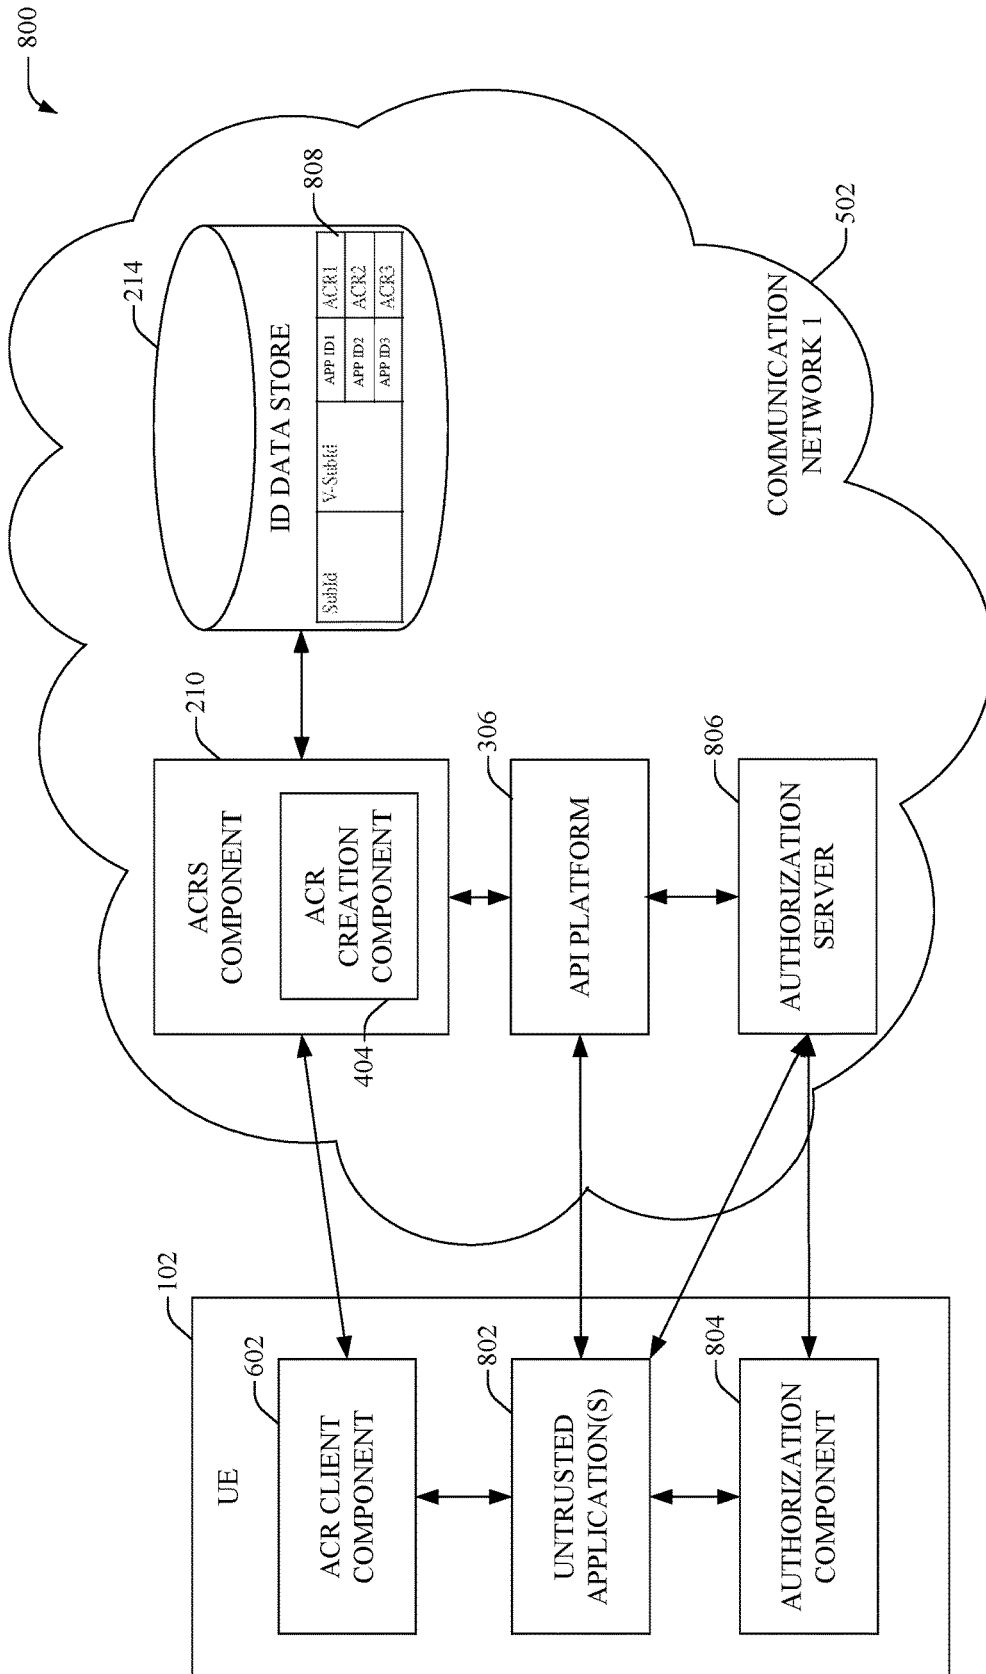 800
UE
102
ACR CLIENT
COMPONENT
602
UNTRUSTED
APPLICATION(S)
802
AUTHORIZATION
COMPONENT
804
ACRS
COMPONENT
210
ACR
CREATION
COMPONENT
404
API PLATFORM
306
AUTHORIZATION
SERVER
806
214
ID DATA STORE
SubId
V-SubId
APP ID1
ACR1
APP ID2
ACR2
APP ID3
ACR3
808
COMMUNICATION
NETWORK 1
502